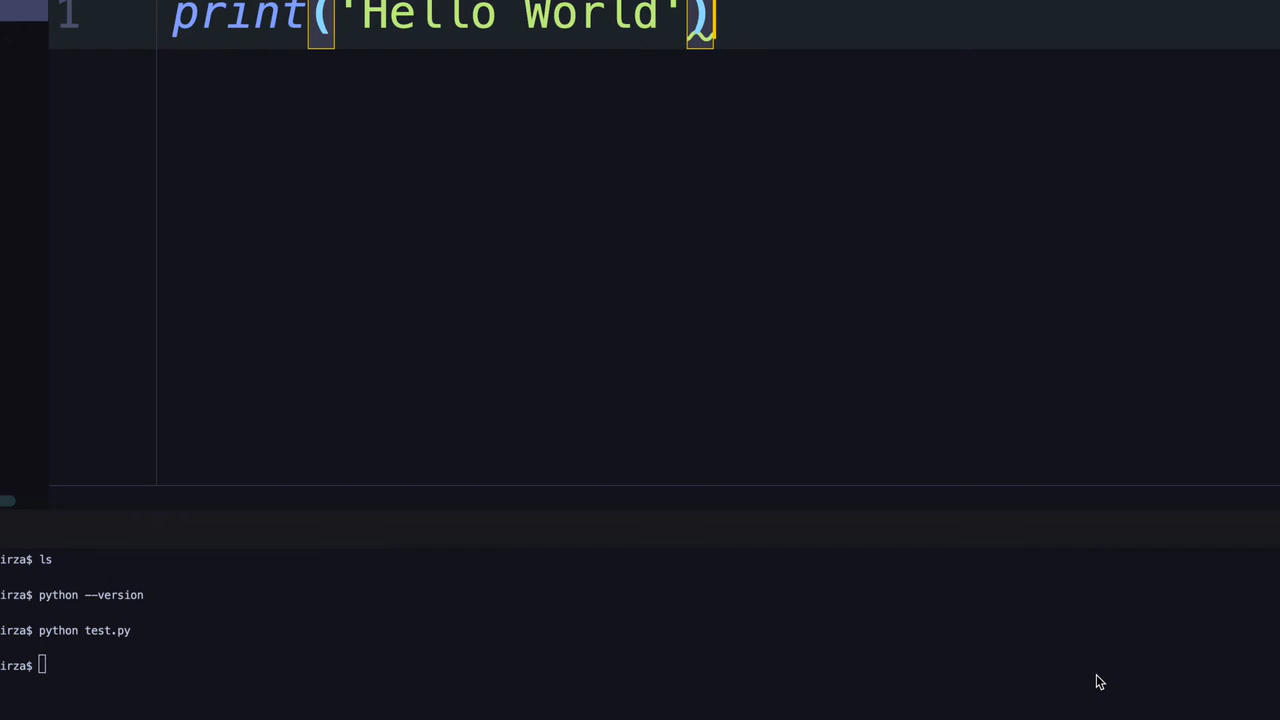 1 print('Hello World')
irza$ ls
irza$ python --version
irza$ python test.py
irza$